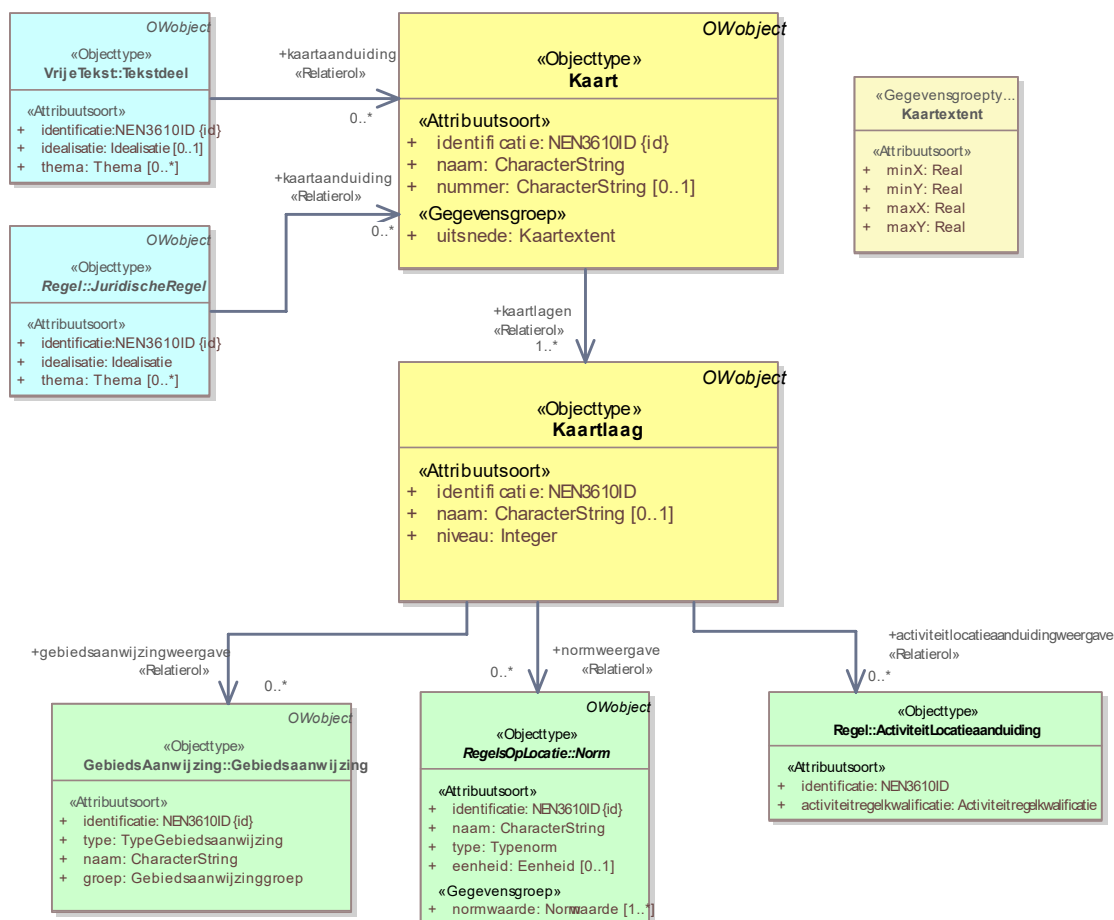 OWobject
«Objecttype»
VrijeTekst::Tekstdeel
«Attribuutsoort»
+ identificatie:NEN3610ID {id}
+ idealisatie: Idealisatie [0..1]
+ thema: Thema [0..*]
+kaartaanduiding
«Relatierol»
0..*
OWobject
«Objecttype»
Kaart
«Attribuutsoort»
+ identificatie: NEN3610ID {id}
+ naam: CharacterString
+ nummer: CharacterString [0..1]
«Gegevensgroep»
+ uitsnede: Kaartextent
«Gegevensgroepty...
Kaartextent
«Attribuutsoort»
+ minX: Real
+ minY: Real
+ maxX: Real
+ maxY: Real
+kaartaanduiding
«Relatierol»
0..*
OWobject
«Objecttype»
Regel::JuridischeRegel
«Attribuutsoort»
+ identificatie:NEN3610ID {id}
+ idealisatie: Idealisatie
+ thema: Thema [0..*]
+kaartlagen
«Relatierol»
1..*
OWobject
«Objecttype»
Kaartlaag
«Attribuutsoort»
+ identificatie: NEN3610ID
+ naam: CharacterString [0..1]
+ niveau: Integer
+gebiedsaanwijzingweergave
«Relatierol»
0..*
+normweergave
«Relatierol»
0..*
+activiteitlocatieaanduidingweergave
«Relatierol»
0..*
OWobject
«Objecttype»
GebiedsAanwijzing::Gebiedsaanwijzing
«Attribuutsoort»
+ identificatie: NEN3610ID {id}
+ type: TypeGebiedsaanwijzing
+ naam: CharacterString
+ groep: Gebiedsaanwijzinggroep
OWobject
«Objecttype»
RegelsOpLocatie::Norm
«Attribuutsoort»
+ identificatie: NEN3610ID {id}
+ naam: CharacterString
+ type: Typenorm
+ eenheid: Eenheid [0..1]
«Gegevensgroep»
+ normwaarde: Normwaarde [1..*]
«Objecttype»
Regel::ActiviteitLocatieaanduiding
«Attribuutsoort»
+ identificatie: NEN3610ID
+ activiteitregelkwalificatie: Activiteitregelkwalificatie